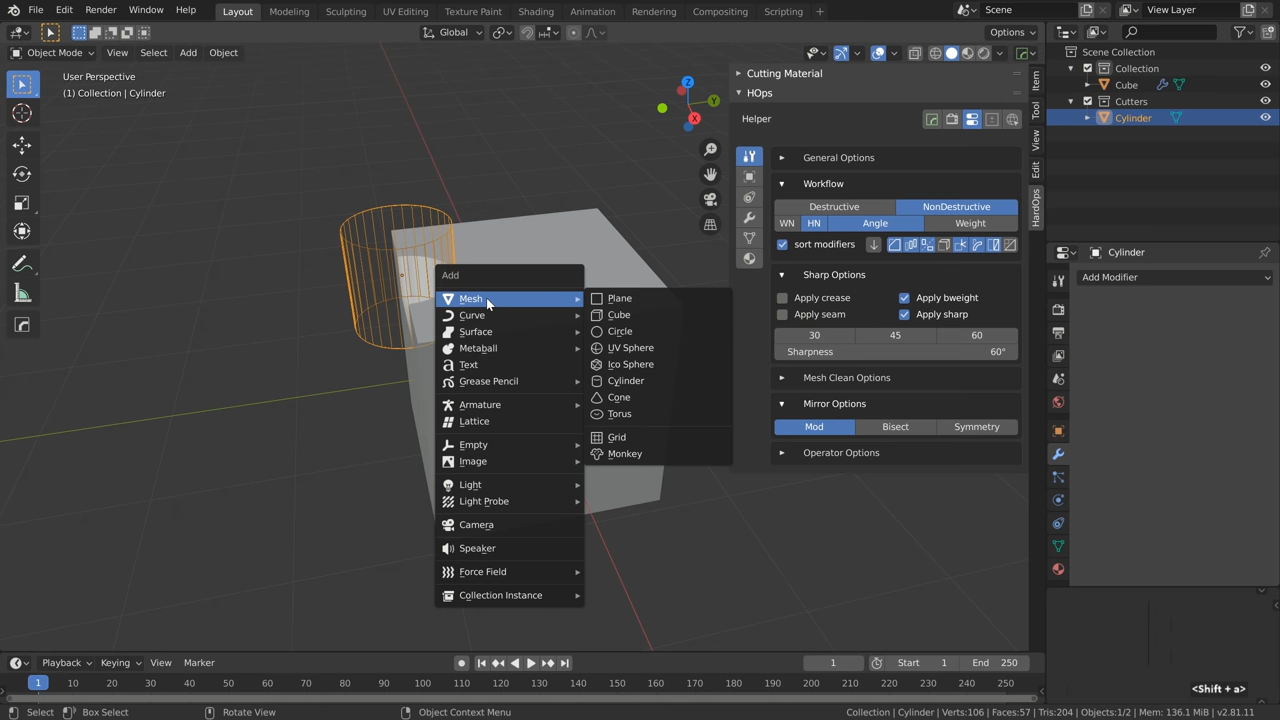 File Edit Render Window Help
Layout Modeling Sculpting UV Editing Texture Paint Shading Animation Rendering Compositing Scripting +
Scene
View Layer
Global
Options
Object Mode View Select Add Object
User Perspective
(1) Collection | Cylinder
Z
Y
X
Add
Mesh
Curve
Surface
Metaball
Text
Grease Pencil
Armature
Lattice
Empty
Image
Light
Light Probe
Camera
Speaker
Force Field
Collection Instance
Plane
Cube
Circle
UV Sphere
Ico Sphere
Cylinder
Cone
Torus
Grid
Monkey
Cutting Material
HOps
Helper
General Options
Workflow
Destructive NonDestructive
WN HN Angle Weight
sort modifiers
Sharp Options
Apply crease Apply bweight
Apply seam Apply sharp
30 45 60
Sharpness 60°
Mesh Clean Options
Mirror Options
Mod Bisect Symmetry
Operator Options
Item
Tool
View
Edit
HardOps
Scene Collection
Collection
Cube
Cutters
Cylinder
Cylinder
Add Modifier
Playback Keying View Marker
1 Start 1 End 250
1 10 20 30 40 50 60 70 80 90 100 110 120 130 140 150 160 170 180 190 200 210 220 230 240 250
<Shift + a>
Select Box Select Rotate View Object Context Menu
Collection | Cylinder | Verts:106 | Faces:57 | Tris:204 | Objects:1/2 | Mem: 136.1 MiB | v2.81.11